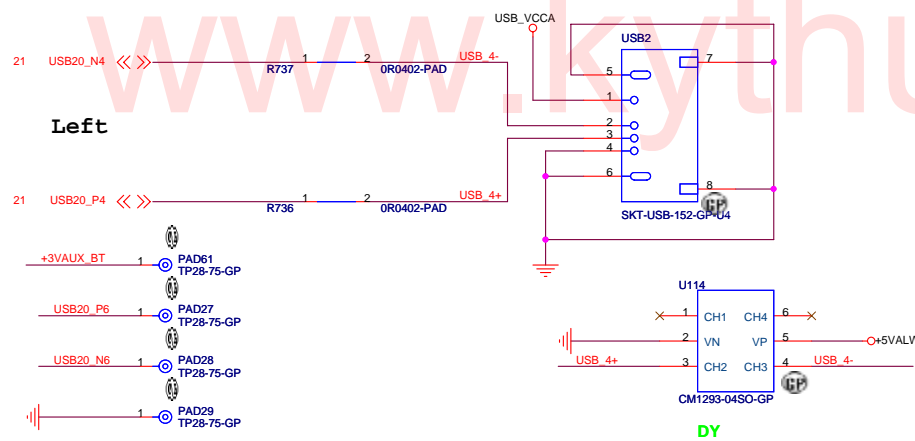 www.kythu
USB_VCCA
USB2
21 USB20_N4 1 2 USB_4- 7
R737 0R0402-PAD 5
1
Left 2
3
4
6
21 USB20_P4 1 2 USB_4+ 8
R736 0R0402-PAD GP
SKT-USB-152-GP-U4
+3VAUX_BT 1 PAD61
TP28-75-GP
USB20_P6 1 PAD27
TP28-75-GP
USB20_N6 1 PAD28
TP28-75-GP
1 PAD29
TP28-75-GP
U114
1 CH1 CH4 6
2 VN VP 5 +5VALW
USB_4+ 3 CH2 CH3 4 USB_4-
GP
CM1293-04SO-GP
DY